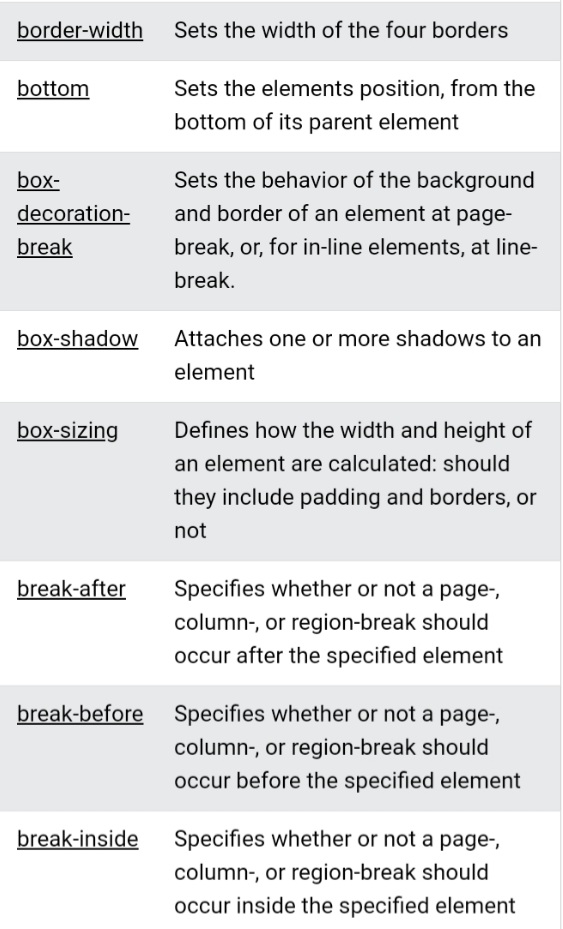 border-width Sets the width of the four borders
bottom Sets the elements position, from the
bottom of its parent element
box- Sets the behavior of the background
decoration- and border of an element at page-
break break, or, for in-line elements, at line-
break.
box-shadow Attaches one or more shadows to an
element
box-sizing Defines how the width and height of
an element are calculated: should
they include padding and borders, or
not
break-after Specifies whether or not a page-,
column-, or region-break should
occur after the specified element
break-before Specifies whether or not a page-,
column-, or region-break should
occur before the specified element
break-inside Specifies whether or not a page-,
column-, or region-break should
occur inside the specified element